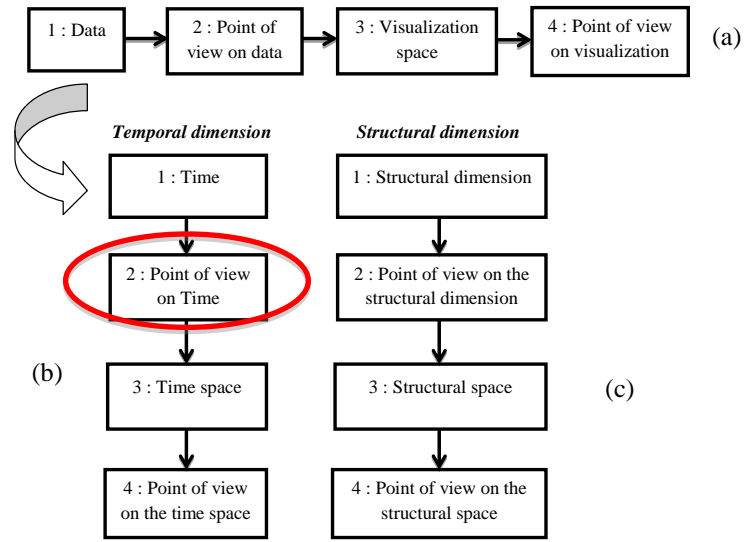 1 : Data
2 : Point of
view on data
3 : Visualization
space
4 : Point of view
on visualization
(a)
Temporal dimension
Structural dimension
1 : Time
1 : Structural dimension
2 : Point of view
on Time
2 : Point of view on the
structural dimension
(b)
3 : Time space
3 : Structural space
(c)
4 : Point of view
on the time space
4 : Point of view on the
structural space